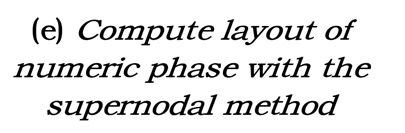 (e) Compute layout of
numeric phase with the
supernodal method